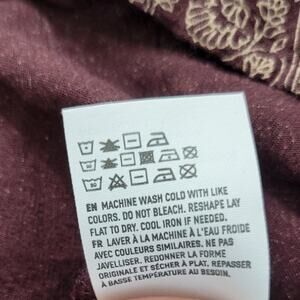 EN MACHINE WASH COLD WITH LIKE
COLORS. DO NOT BLEACH. RESHAPE LAY
FLAT TO DRY. COOL IRON IF NEEDED.
FR LAVER À LA MACHINE À L'EAU FROIDE
AVEC COULEURS SIMILAIRES. NE PAS
JAVELLISER. REDONNER LA FORME
ORIGINALE ET SÉCHER À PLAT. REPASSER
À BASSE TEMPÉRATURE AU BESOIN.